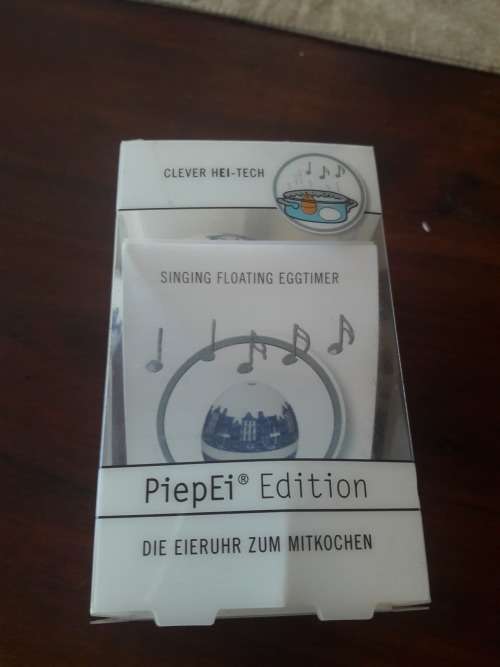 CLEVER HEI-TECH
SINGING FLOATING EGGTIMER
PiepEi® Edition
DIE EIERUHR ZUM MITKOCHEN